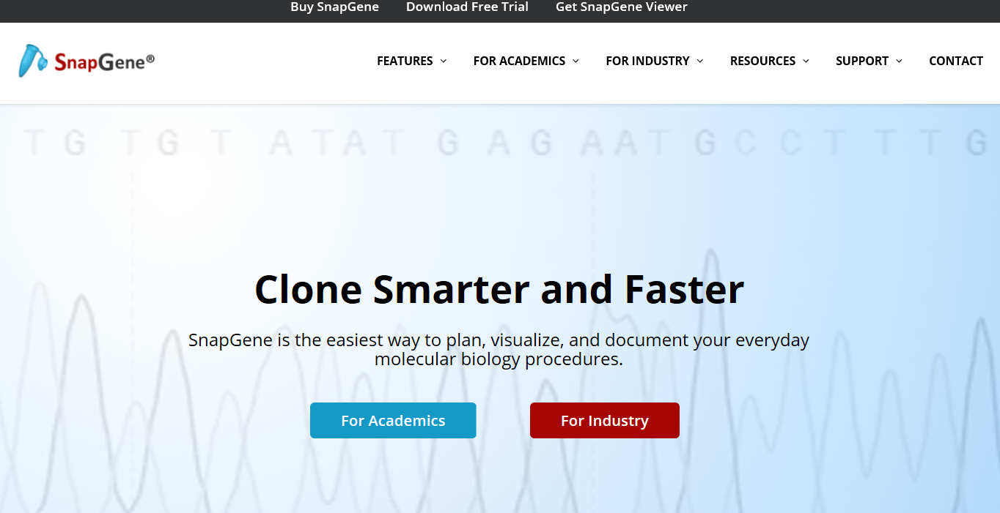 Buy SnapGene Download Free Trial Get SnapGene Viewer
SnapGene® FEATURES FOR ACADEMICS FOR INDUSTRY RESOURCES SUPPORT CONTACT
T G T G T A T A T G A G A A T G C C T T T G
Clone Smarter and Faster
SnapGene is the easiest way to plan, visualize, and document your everyday
molecular biology procedures.
For Academics For Industry